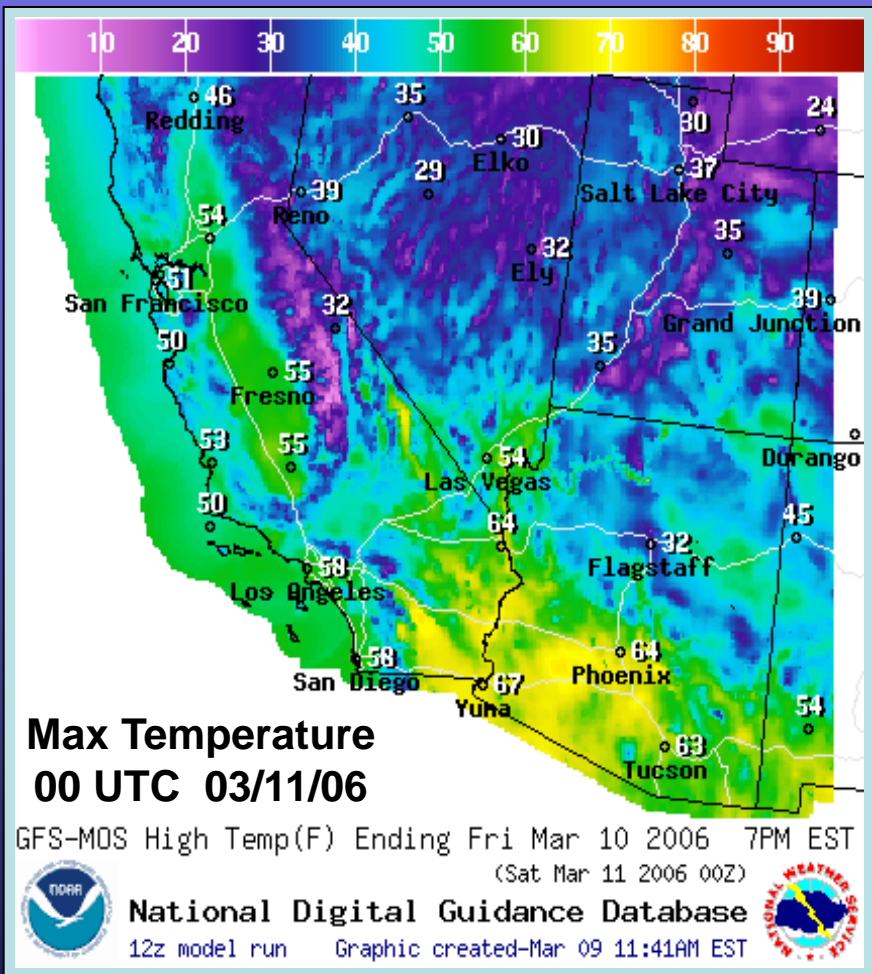 10 20 30 40 50 60 70 80 90
46
Redding
35
30
Elko
30
24
29
37
Salt Lake City
39
Reno
54
32
Ely
35
51
San Francisco
32
39
Grand Junction
50
55
Fresno
35
53
55
54
Las Vegas
Durango
50
64
32
Flagstaff
45
58
Los Angeles
58
San Diego
67
Yuma
64
Phoenix
54
63
Tucson
Max Temperature
00 UTC 03/11/06
GFS-MOS High Temp(F) Ending Fri Mar 10 2006 7PM EST
(Sat Mar 11 2006 00Z)
NOAA
National Digital Guidance Database
12z model run Graphic created-Mar 09 11:41AM EST
NATIONAL WEATHER SERVICE